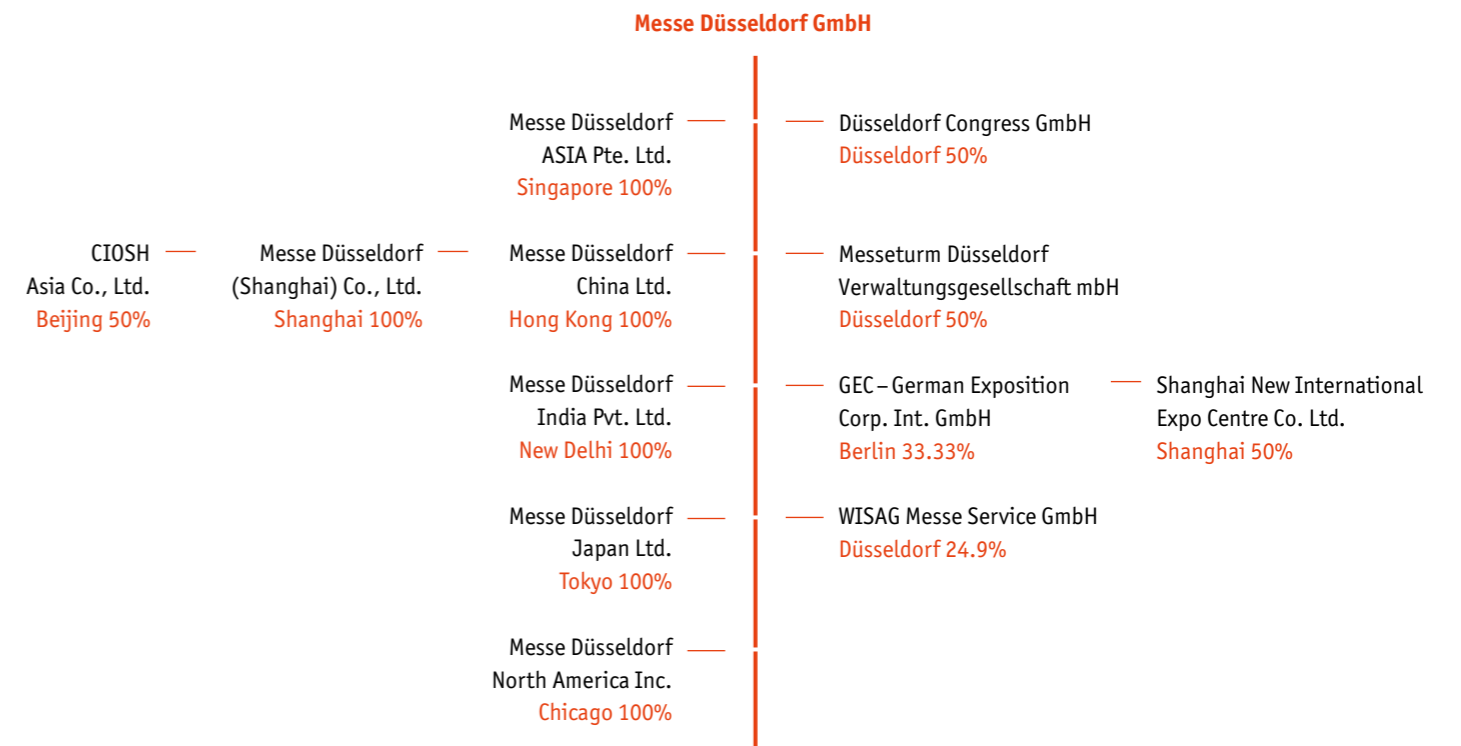 Messe Düsseldorf GmbH
Messe Düsseldorf
ASIA Pte. Ltd.
Singapore 100%
Düsseldorf Congress GmbH
Düsseldorf 50%
CIOSH
Asia Co., Ltd.
Beijing 50%
Messe Düsseldorf
(Shanghai) Co., Ltd.
Shanghai 100%
Messe Düsseldorf
China Ltd.
Hong Kong 100%
Messeturm Düsseldorf
Verwaltungsgesellschaft mbH
Düsseldorf 50%
Messe Düsseldorf
India Pvt. Ltd.
New Delhi 100%
GEC – German Exposition
Corp. Int. GmbH
Berlin 33.33%
Shanghai New International
Expo Centre Co. Ltd.
Shanghai 50%
Messe Düsseldorf
Japan Ltd.
Tokyo 100%
WISAG Messe Service GmbH
Düsseldorf 24.9%
Messe Düsseldorf
North America Inc.
Chicago 100%